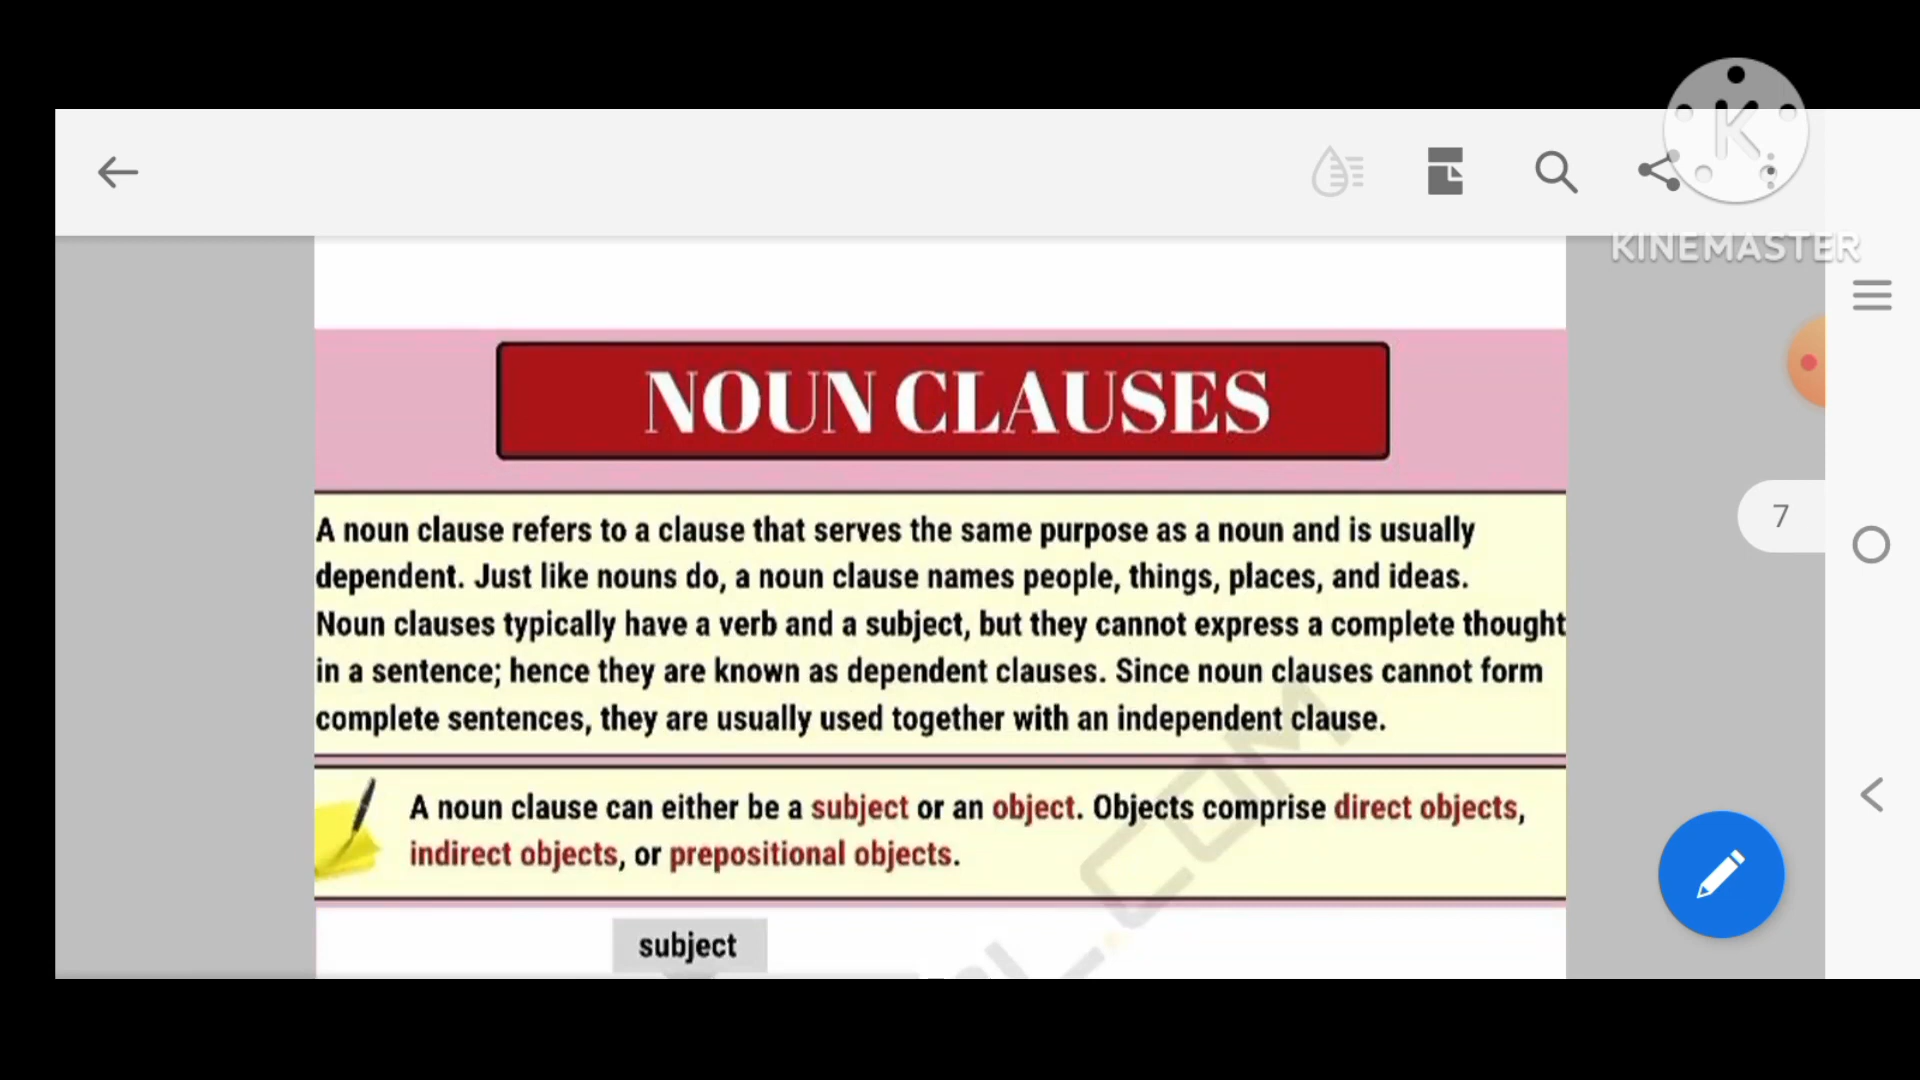 K
KINEMASTER
NOUN CLAUSES
7
A noun clause refers to a clause that serves the same purpose as a noun and is usually
dependent. Just like nouns do, a noun clause names people, things, places, and ideas.
Noun clauses typically have a verb and a subject, but they cannot express a complete thought
in a sentence; hence they are known as dependent clauses. Since noun clauses cannot form
complete sentences, they are usually used together with an independent clause.
A noun clause can either be a subject or an object. Objects comprise direct objects,
indirect objects, or prepositional objects.
subject
L.COM